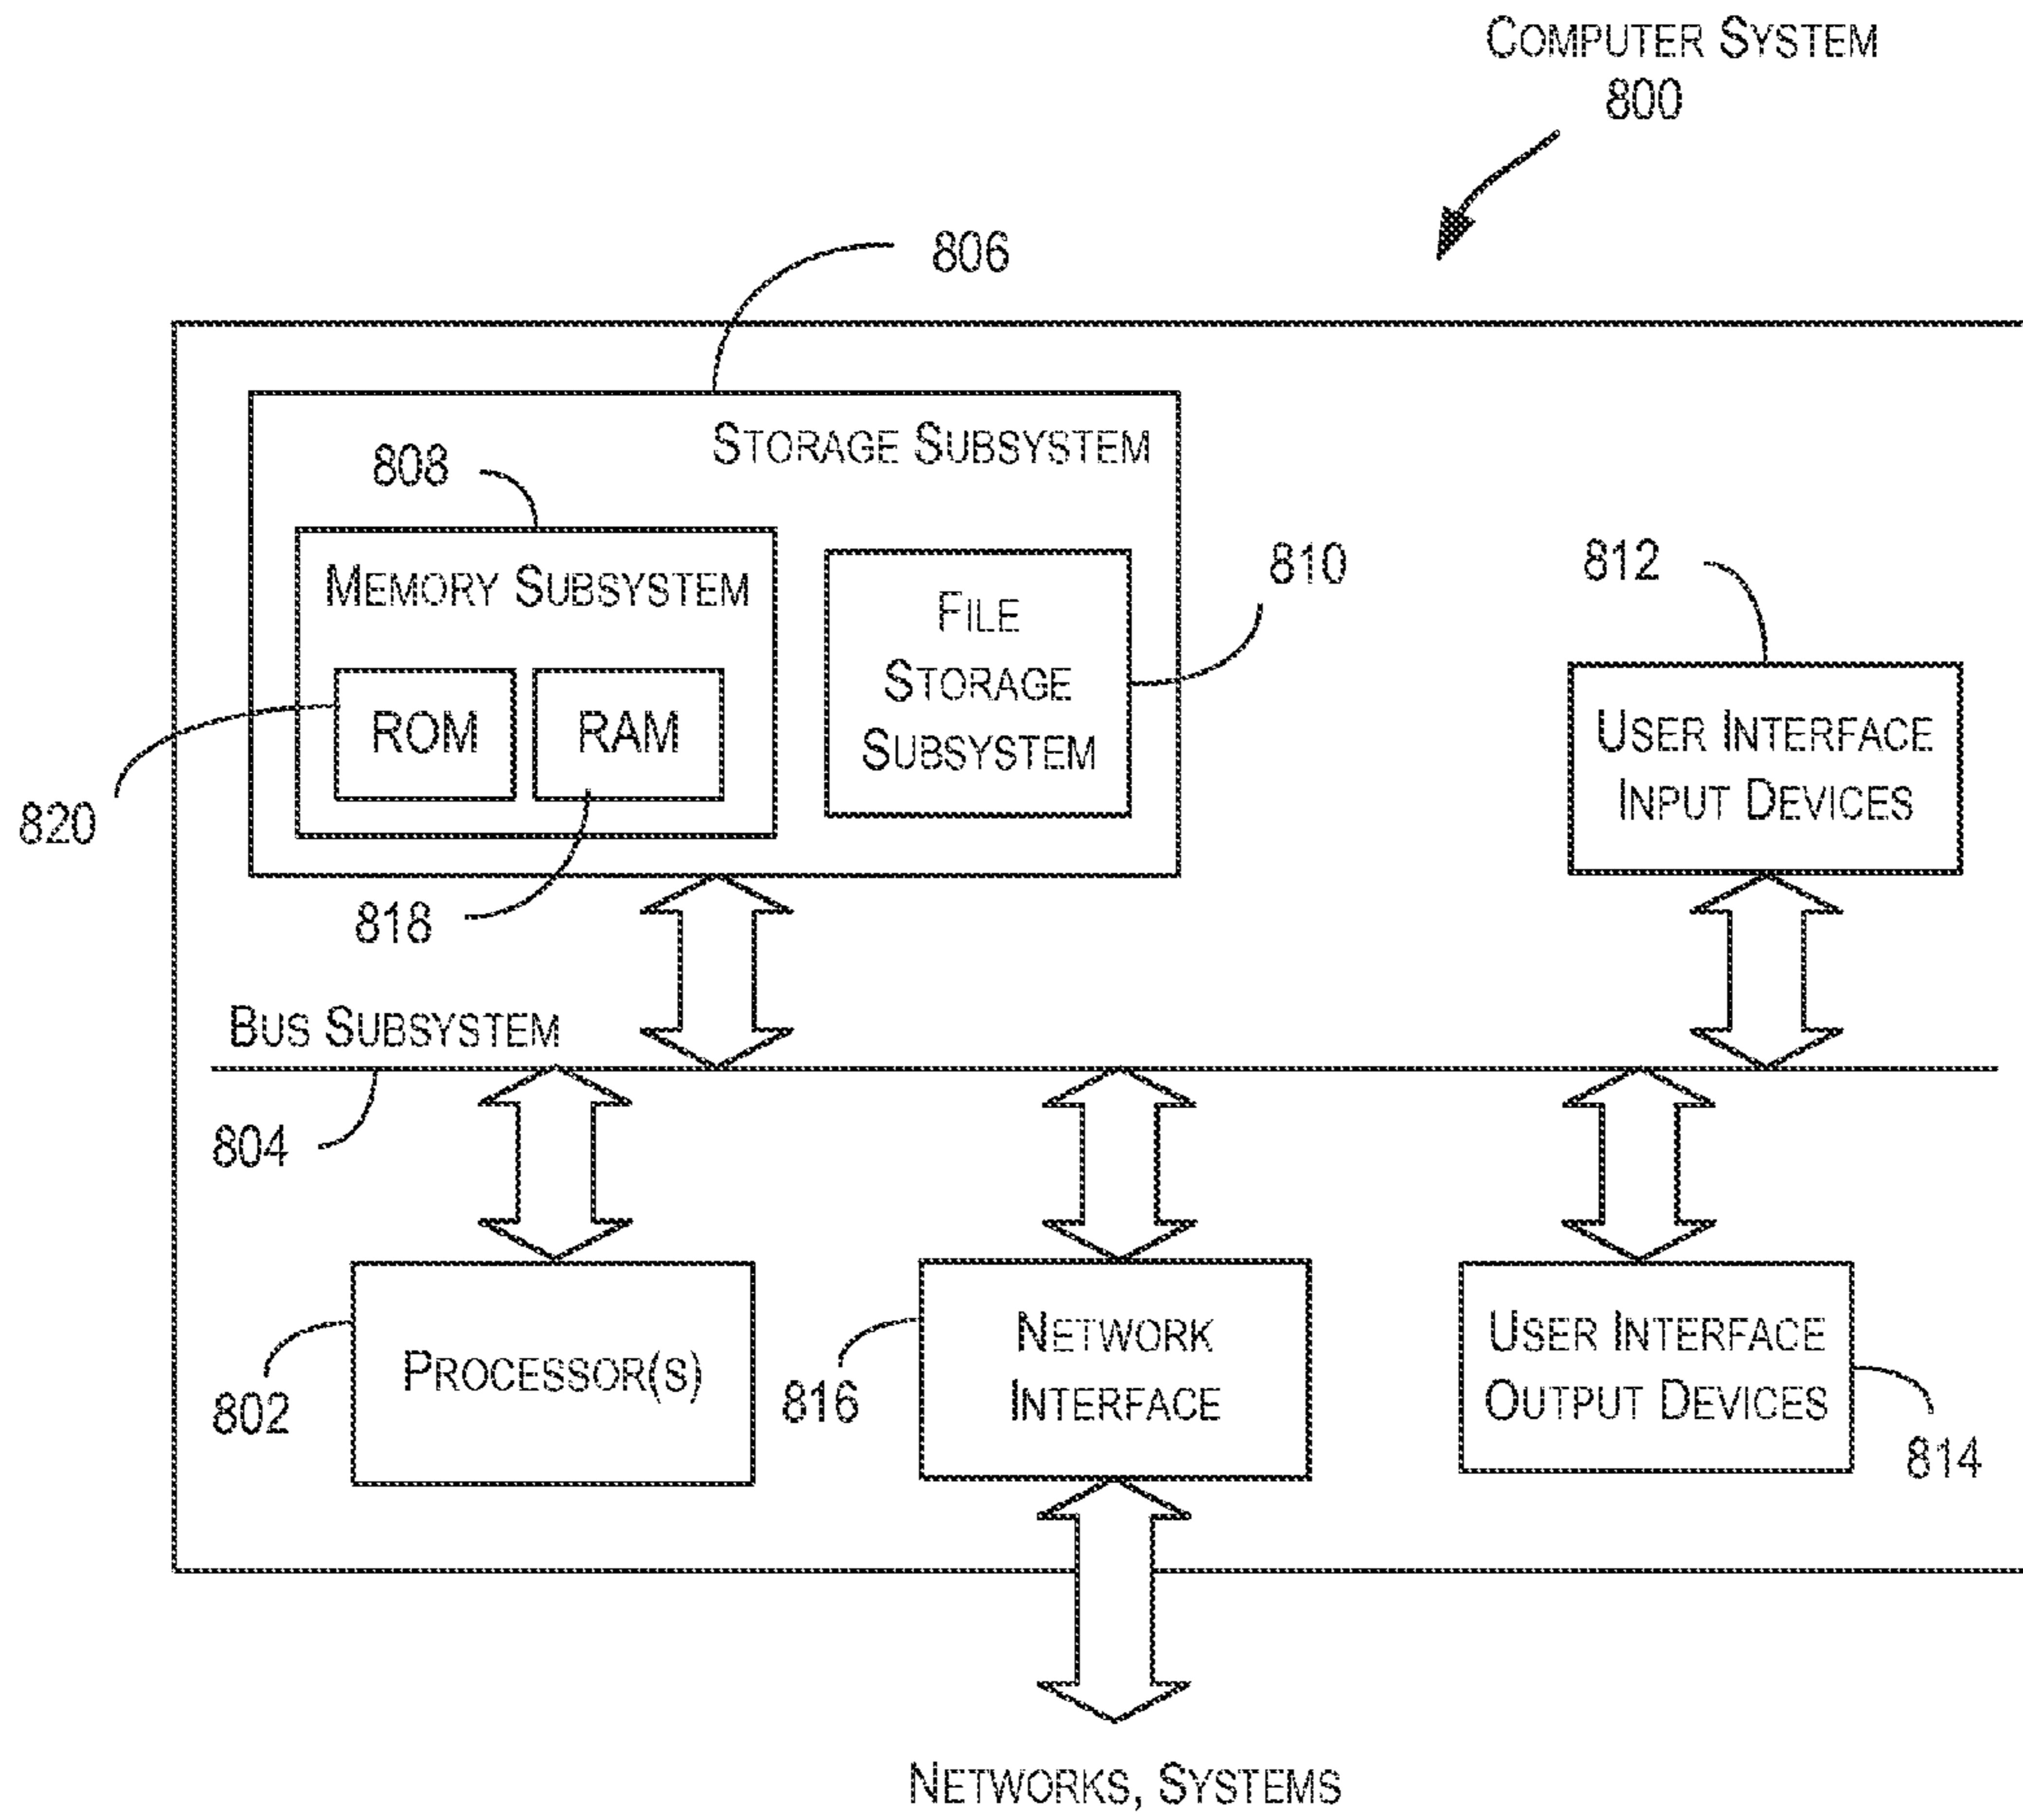 COMPUTER SYSTEM
800
806
STORAGE SUBSYSTEM
808
MEMORY SUBSYSTEM
810
812
FILE
STORAGE
SUBSYSTEM
ROM
RAM
USER INTERFACE
INPUT DEVICES
820
818
BUS SUBSYSTEM
804
PROCESSOR(S)
802
NETWORK
INTERFACE
816
USER INTERFACE
OUTPUT DEVICES
814
NETWORKS, SYSTEMS